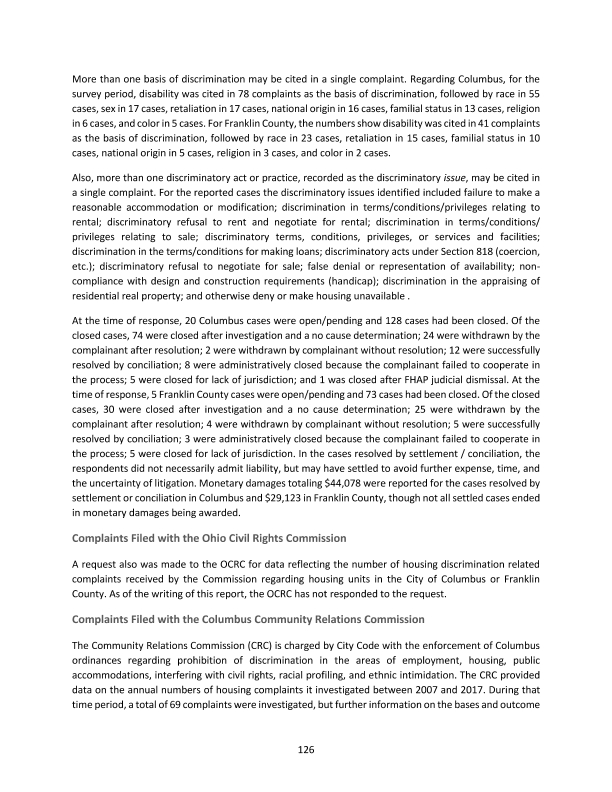 More than one basis of discrimination may be cited in a single complaint. Regarding Columbus, for the
survey period, disability was cited in 78 complaints as the basis of discrimination, followed by race in 55
cases, sex in 17 cases, retaliation in 17 cases, national origin in 16 cases, familial status in 13 cases, religion
in 6 cases, and color in 5 cases. For Franklin County, the numbers show disability was cited in 41 complaints
as the basis of discrimination, followed by race in 23 cases, retaliation in 15 cases, familial status in 10
cases, national origin in 5 cases, religion in 3 cases, and color in 2 cases.
Also, more than one discriminatory act or practice, recorded as the discriminatory issue, may be cited in
a single complaint. For the reported cases the discriminatory issues identified included failure to make a
reasonable accommodation or modification; discrimination in terms/conditions/privileges relating to
rental; discriminatory refusal to rent and negotiate for rental; discrimination in terms/conditions/
privileges relating to sale; discriminatory terms, conditions, privileges, or services and facilities;
discrimination in the terms/conditions for making loans; discriminatory acts under Section 818 (coercion,
etc.); discriminatory refusal to negotiate for sale; false denial or representation of availability; non-
compliance with design and construction requirements (handicap); discrimination in the appraising of
residential real property; and otherwise deny or make housing unavailable .
At the time of response, 20 Columbus cases were open/pending and 128 cases had been closed. Of the
closed cases, 74 were closed after investigation and a no cause determination; 24 were withdrawn by the
complainant after resolution; 2 were withdrawn by complainant without resolution; 12 were successfully
resolved by conciliation; 8 were administratively closed because the complainant failed to cooperate in
the process; 5 were closed for lack of jurisdiction; and 1 was closed after FHAP judicial dismissal. At the
time of response, 5 Franklin County cases were open/pending and 73 cases had been closed. Of the closed
cases, 30 were closed after investigation and a no cause determination; 25 were withdrawn by the
complainant after resolution; 4 were withdrawn by complainant without resolution; 5 were successfully
resolved by conciliation; 3 were administratively closed because the complainant failed to cooperate in
the process; 5 were closed for lack of jurisdiction. In the cases resolved by settlement / conciliation, the
respondents did not necessarily admit liability, but may have settled to avoid further expense, time, and
the uncertainty of litigation. Monetary damages totaling $44,078 were reported for the cases resolved by
settlement or conciliation in Columbus and $29,123 in Franklin County, though not all settled cases ended
in monetary damages being awarded.
Complaints Filed with the Ohio Civil Rights Commission
A request also was made to the OCRC for data reflecting the number of housing discrimination related
complaints received by the Commission regarding housing units in the City of Columbus or Franklin
County. As of the writing of this report, the OCRC has not responded to the request.
Complaints Filed with the Columbus Community Relations Commission
The Community Relations Commission (CRC) is charged by City Code with the enforcement of Columbus
ordinances regarding prohibition of discrimination in the areas of employment, housing, public
accommodations, interfering with civil rights, racial profiling, and ethnic intimidation. The CRC provided
data on the annual numbers of housing complaints it investigated between 2007 and 2017. During that
time period, a total of 69 complaints were investigated, but further information on the bases and outcome
126